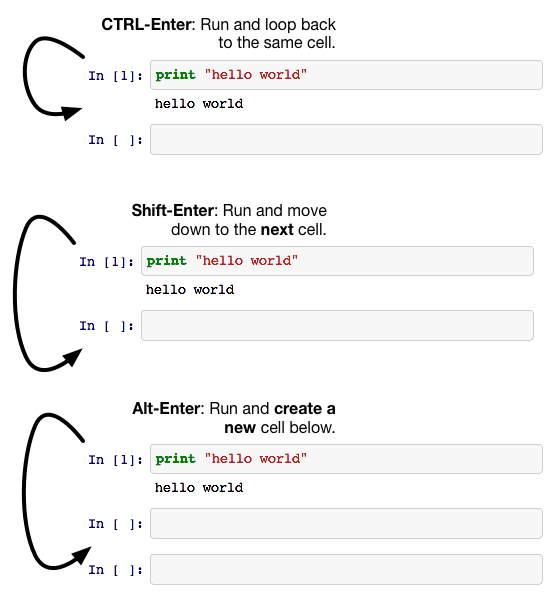 CTRL-Enter: Run and loop back
to the same cell.
In [1]: print "hello world"
hello world
In [ ]:
Shift-Enter: Run and move
down to the next cell.
In [1]: print "hello world"
hello world
In [ ]:
Alt-Enter: Run and create a
new cell below.
In [1]: print "hello world"
hello world
In [ ]:
In [ ]: